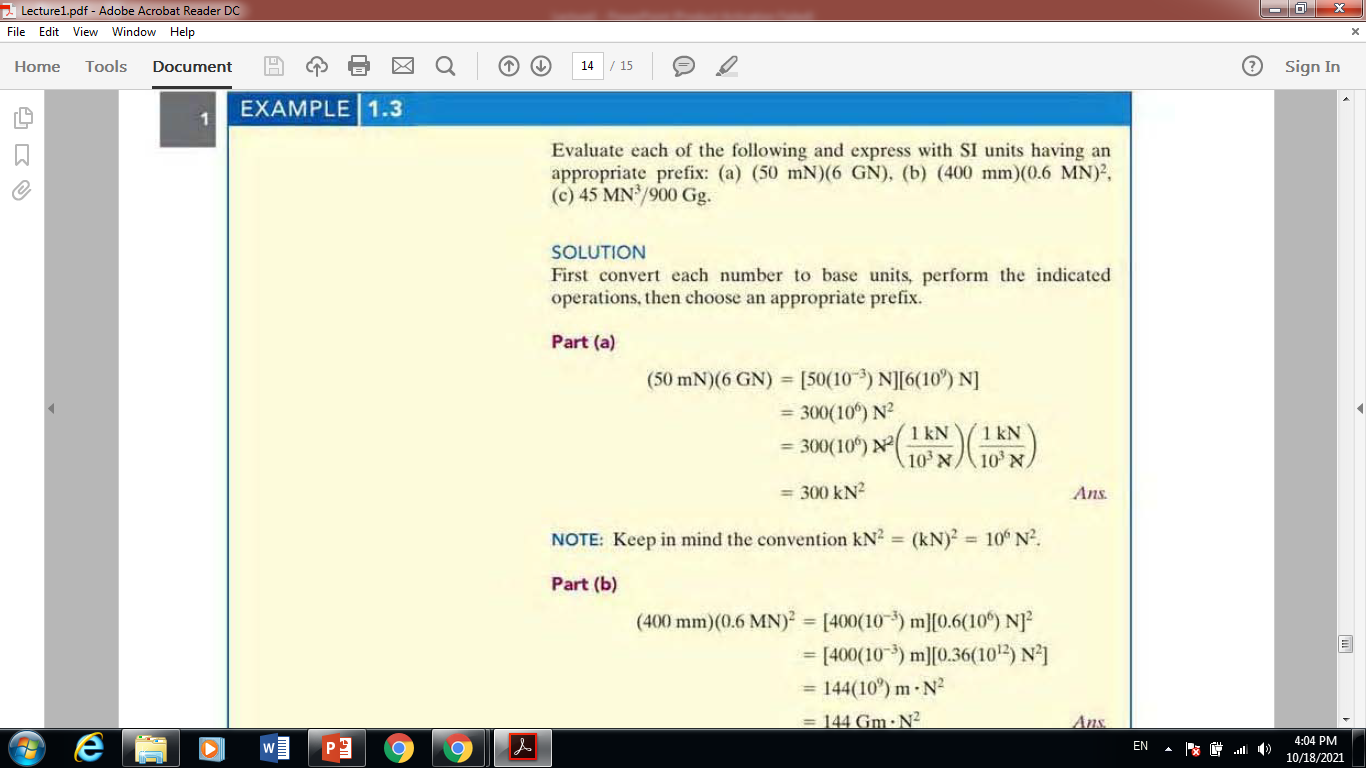 Lecture1.pdf - Adobe Acrobat Reader DC
File Edit View Window Help
Home Tools Document 14 / 15 Sign In
1
EXAMPLE 1.3
Evaluate each of the following and express with SI units having an
appropriate prefix: (a) (50 mN)(6 GN), (b) (400 mm)(0.6 MN)²,
(c) 45 MN³/900 Gg.
SOLUTION
First convert each number to base units, perform the indicated
operations, then choose an appropriate prefix.
Part (a)
(50 mN)(6 GN) = [50(10⁻³) N][6(10⁹) N]
= 300(10⁶) N²
= 300(10⁶) N²(1 kN/10³ N)(1 kN/10³ N)
= 300 kN² Ans.
NOTE: Keep in mind the convention kN² = (kN)² = 10⁶ N².
Part (b)
(400 mm)(0.6 MN)² = [400(10⁻³) m][0.6(10⁶) N]²
= [400(10⁻³) m][0.36(10¹²) N²]
= 144(10⁹) m · N²
= 144 Gm · N² Ans.
EN 4:04 PM
10/18/2021